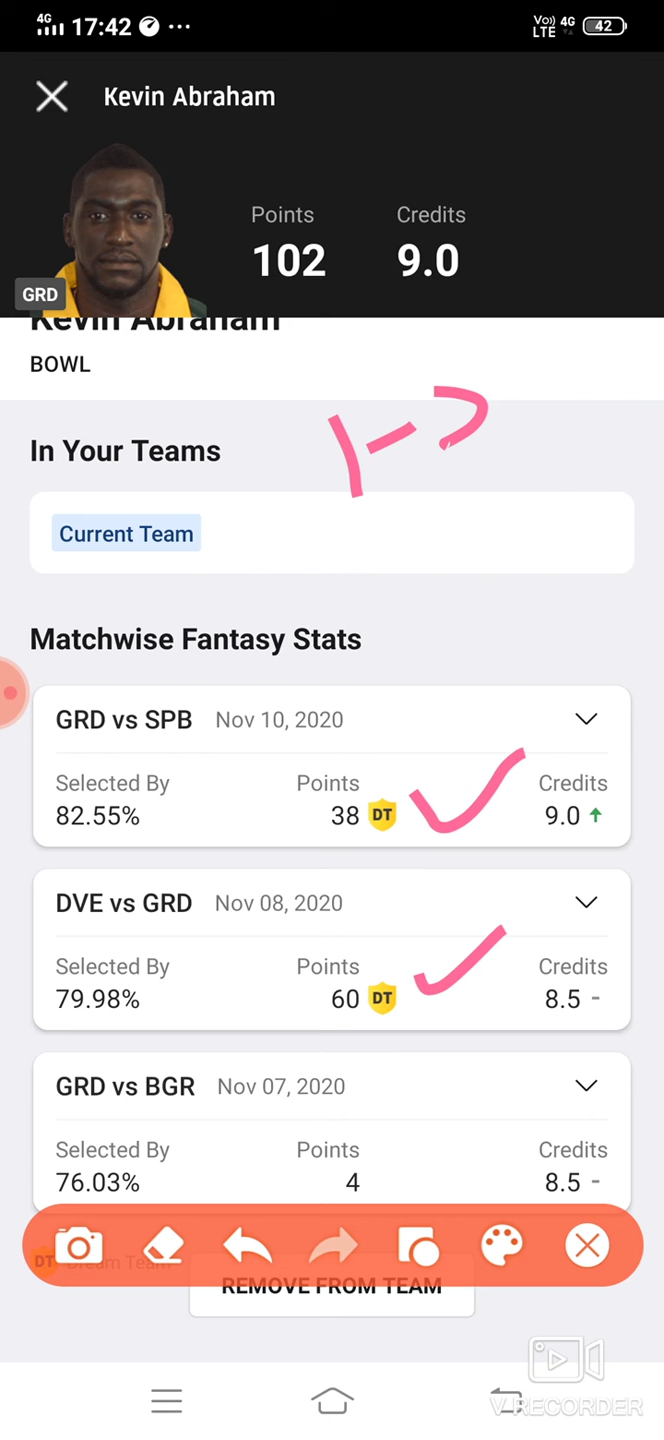 4G 17:42 ... Vo)) LTE 4G 42
Kevin Abraham
Points Credits
102 9.0
GRD
Kevin Abraham
BOWL
In Your Teams
Current Team
Matchwise Fantasy Stats
GRD vs SPB Nov 10, 2020
Selected By Points Credits
82.55% 38 DT 9.0
DVE vs GRD Nov 08, 2020
Selected By Points Credits
79.98% 60 DT 8.5 -
GRD vs BGR Nov 07, 2020
Selected By Points Credits
76.03% 4 8.5 -
DT Dream Team
REMOVE FROM TEAM
V RECORDER